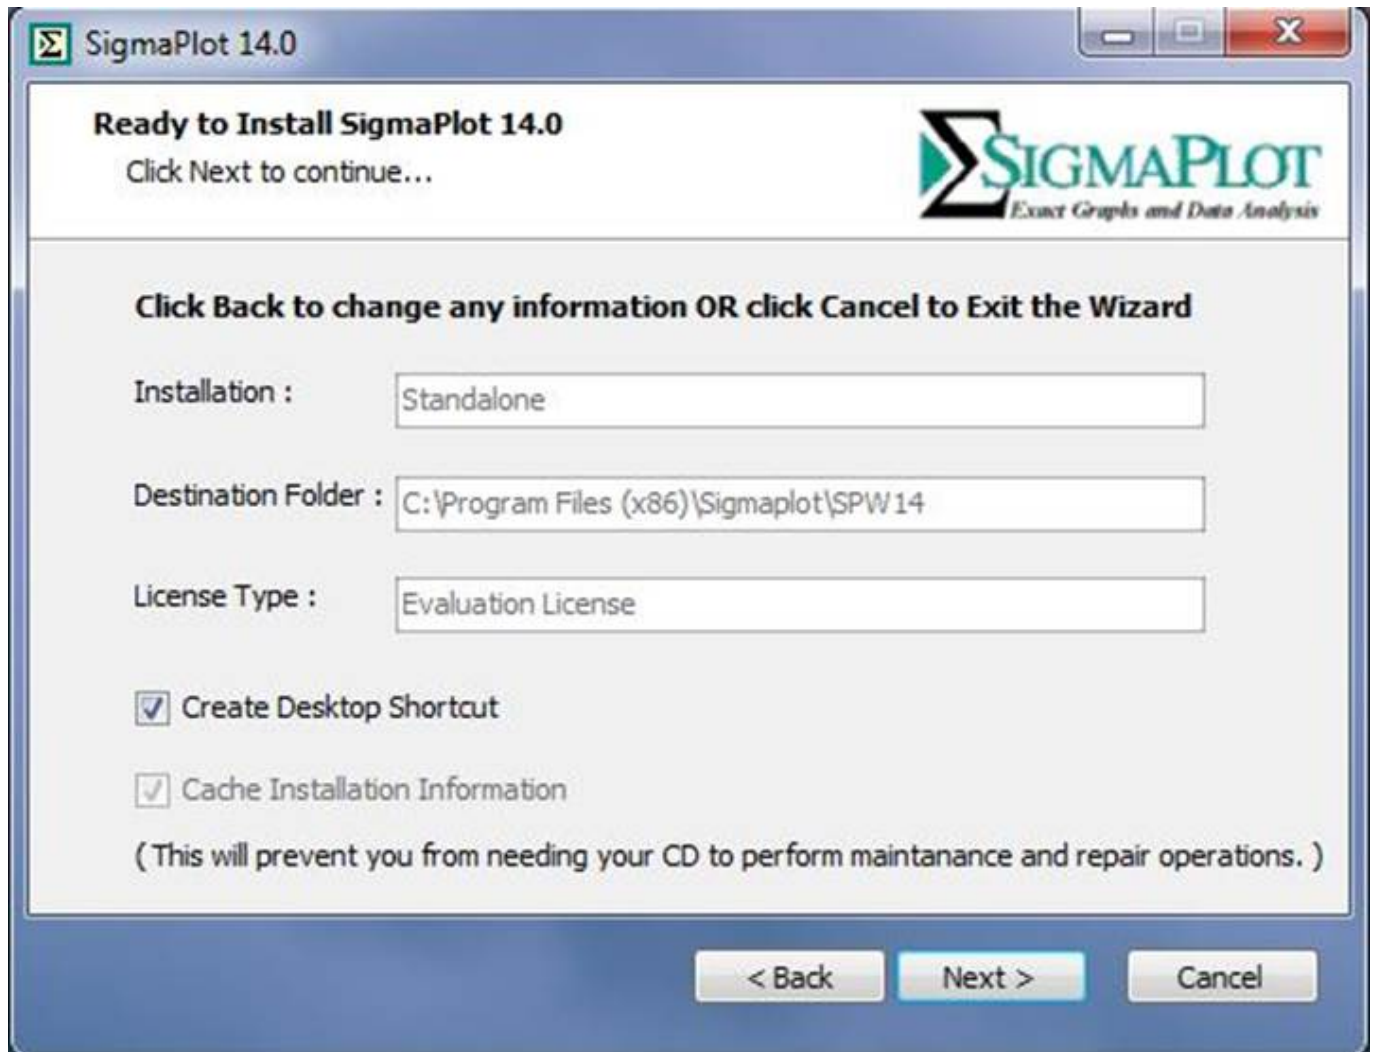 SigmaPlot 14.0
Ready to Install SigmaPlot 14.0
Click Next to continue...
SIGMAPLOT
Exact Graphs and Data Analysis
Click Back to change any information OR click Cancel to Exit the Wizard
Installation :
Standalone
Destination Folder :
C:\Program Files (x86)\Sigmaplot\SPW14
License Type :
Evaluation License
Create Desktop Shortcut
Cache Installation Information
(This will prevent you from needing your CD to perform maintanance and repair operations. )
< Back
Next >
Cancel